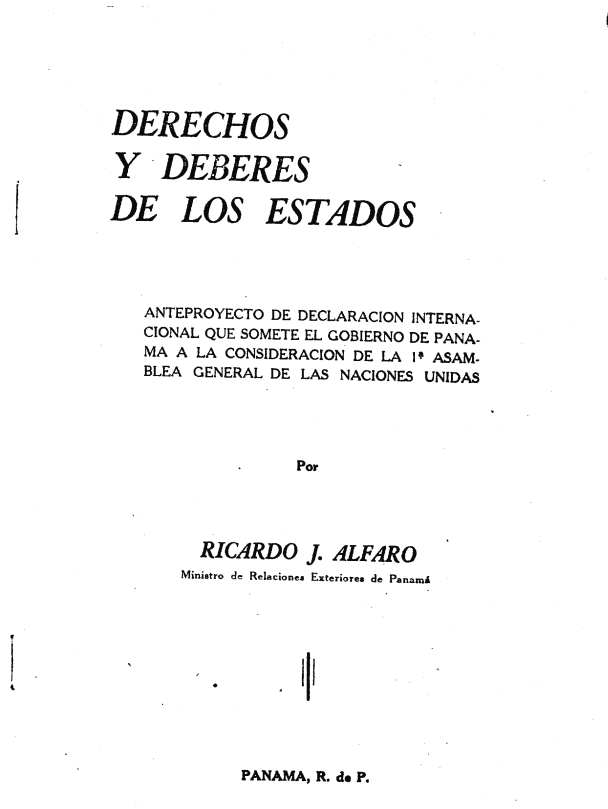 DERECHOS
Y DEBERES
DE LOS ESTADOS
ANTEPROYECTO DE DECLARACION INTERNA-
CIONAL QUE SOMETE EL GOBIERNO DE PANA-
MA A LA CONSIDERACION DE LA 1ª ASAM-
BLEA GENERAL DE LAS NACIONES UNIDAS
Por
RICARDO J. ALFARO
Ministro de Relaciones Exteriores de Panamá
PANAMA, R. de P.